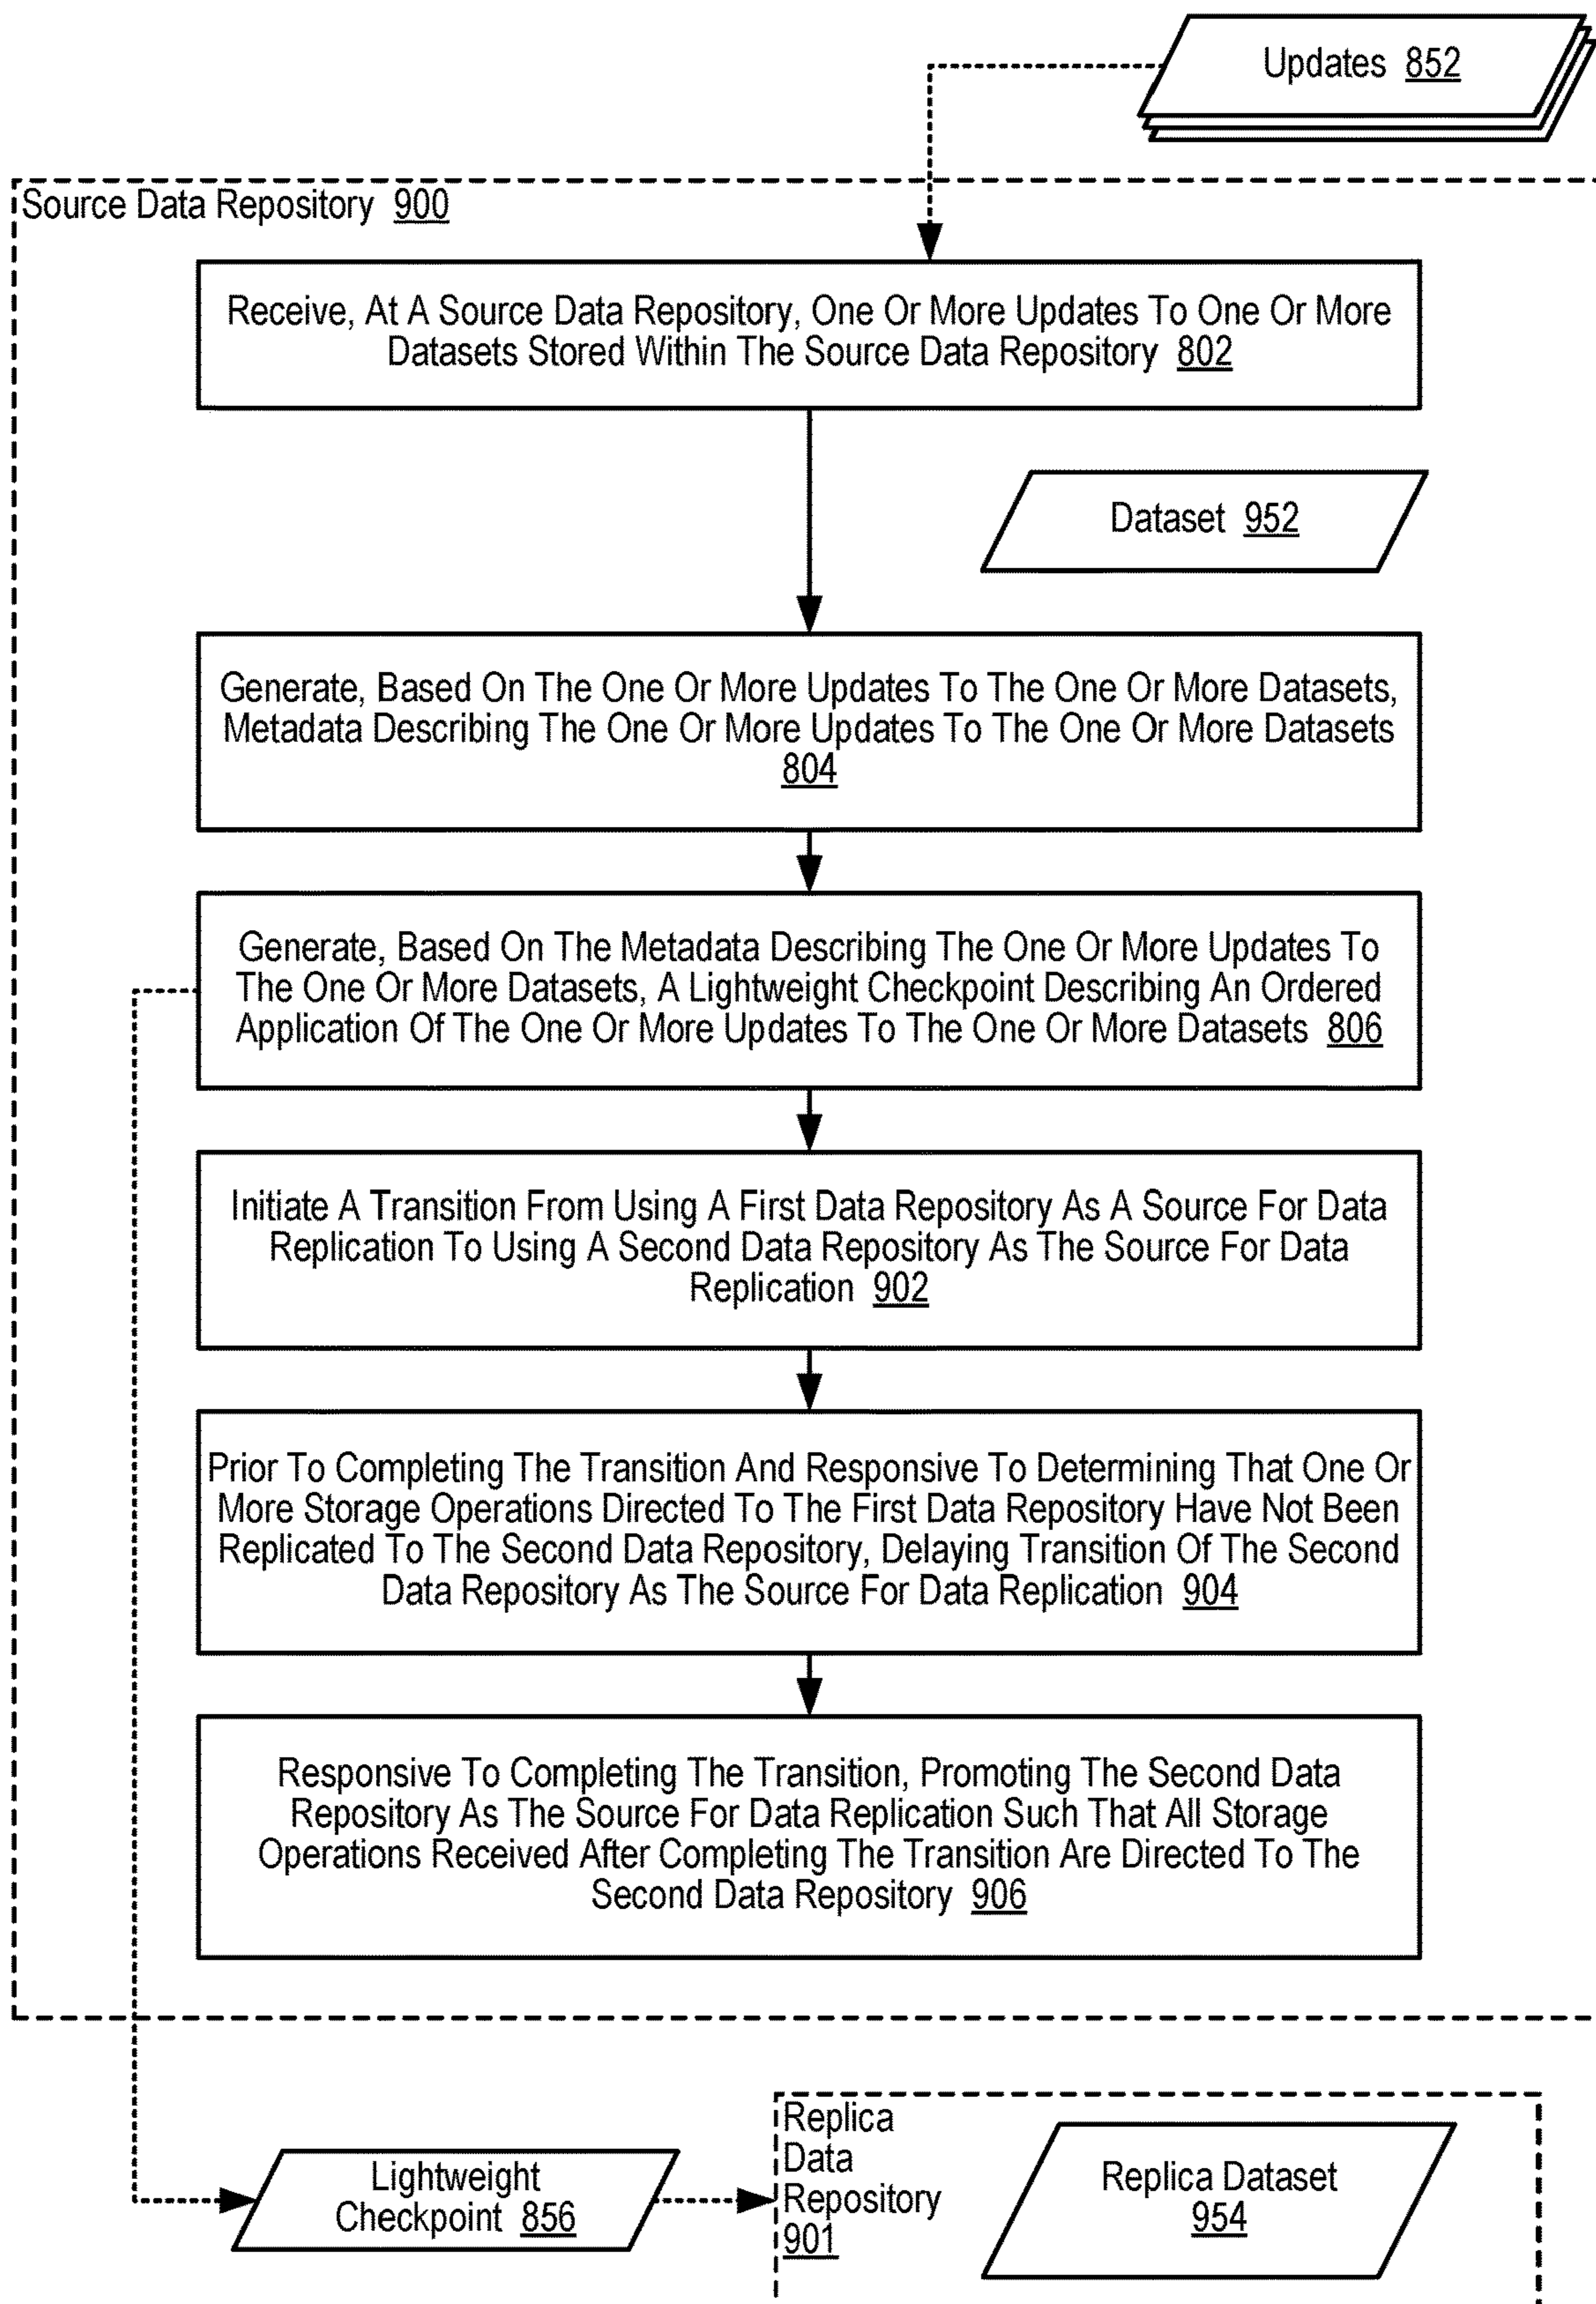 Updates 852
Source Data Repository 900
Receive, At A Source Data Repository, One Or More Updates To One Or More
Datasets Stored Within The Source Data Repository 802
Dataset 952
Generate, Based On The One Or More Updates To The One Or More Datasets,
Metadata Describing The One Or More Updates To The One Or More Datasets
804
Generate, Based On The Metadata Describing The One Or More Updates To
The One Or More Datasets, A Lightweight Checkpoint Describing An Ordered
Application Of The One Or More Updates To The One Or More Datasets 806
Initiate A Transition From Using A First Data Repository As A Source For Data
Replication To Using A Second Data Repository As The Source For Data
Replication 902
Prior To Completing The Transition And Responsive To Determining That One Or
More Storage Operations Directed To The First Data Repository Have Not Been
Replicated To The Second Data Repository, Delaying Transition Of The Second
Data Repository As The Source For Data Replication 904
Responsive To Completing The Transition, Promoting The Second Data
Repository As The Source For Data Replication Such That All Storage
Operations Received After Completing The Transition Are Directed To The
Second Data Repository 906
Lightweight
Checkpoint 856
Replica
Data
Repository
901
Replica Dataset
954